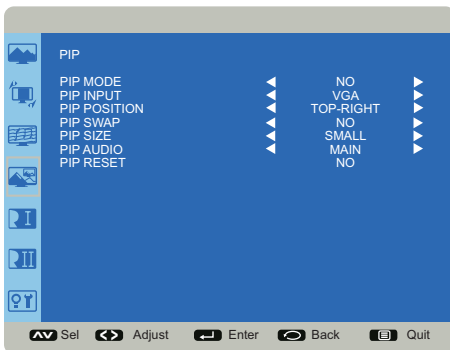 PIP
PIP MODE NO
PIP INPUT VGA
PIP POSITION TOP-RIGHT
PIP SWAP NO
PIP SIZE SMALL
PIP AUDIO MAIN
PIP RESET NO
Sel Adjust Enter Back Quit